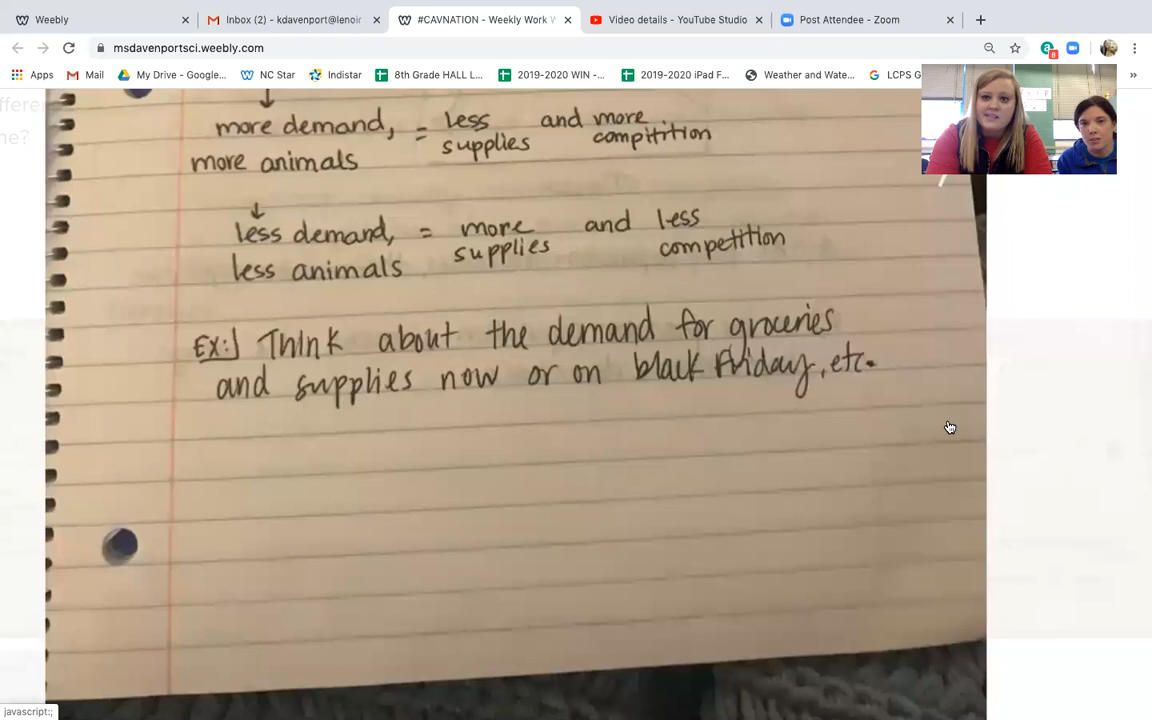 Weebly
Inbox (2) - kdavenport@lenoir
#CAVNATION - Weekly Work W
Video details - YouTube Studio
Post Attendee - Zoom
msdavenportsci.weebly.com
8
Apps
Mail
My Drive - Google...
NC Star
Indistar
8th Grade HALL L...
2019-2020 WIN -...
2019-2020 iPad F...
Weather and Wate...
LCPS G
more demand, = less supplies and more compitition
more animals
less demand, = more supplies and less competition
less animals
Ex:] Think about the demand for groceries
and supplies now or on black Friday, etc.
javascript:;